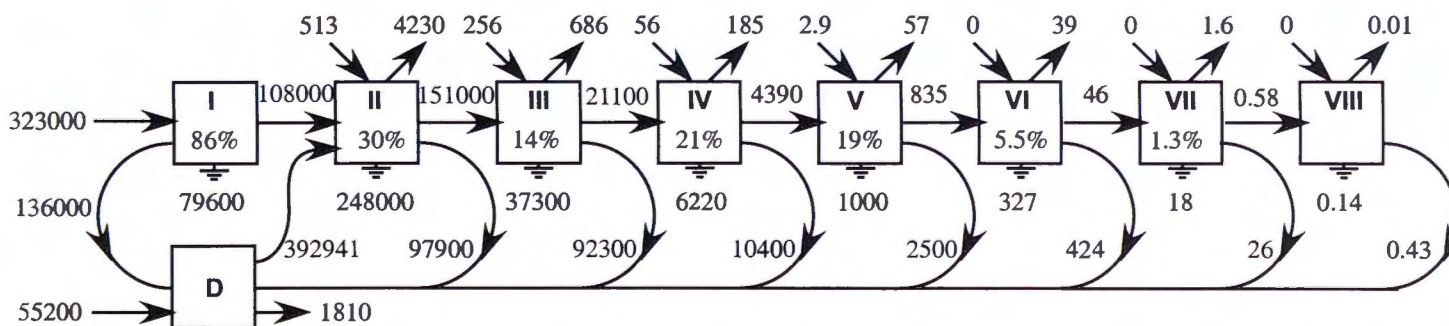 513 4230 256 686 56 185 2.9 57 0 39 0 1.6 0 0.01
I 108000 II 151000 III 21100 IV 4390 V 835 VI 46 VII 0.58 VIII
323000 86% 30% 14% 21% 19% 5.5% 1.3%
136000 79600 248000 37300 6220 1000 327 18 0.14
392941 97900 92300 10400 2500 424 26 0.43
D
55200 1810